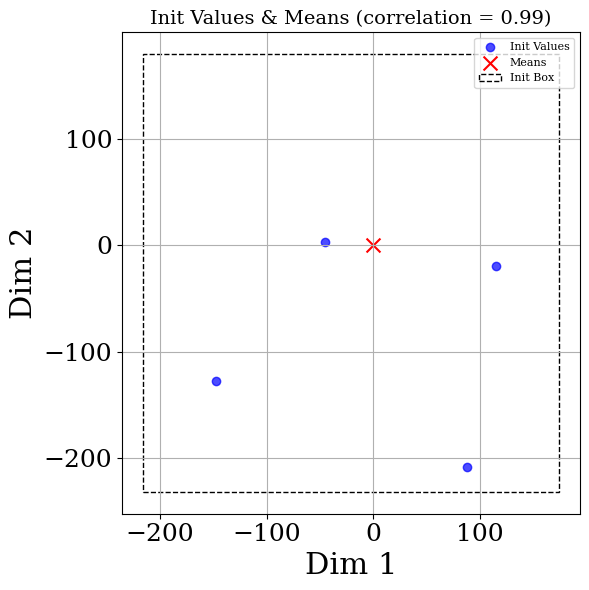 Init Values & Means (correlation = 0.99)
Init Values
Means
Init Box
100
0
−100
−200
Dim 2
−200
−100
0
100
Dim 1